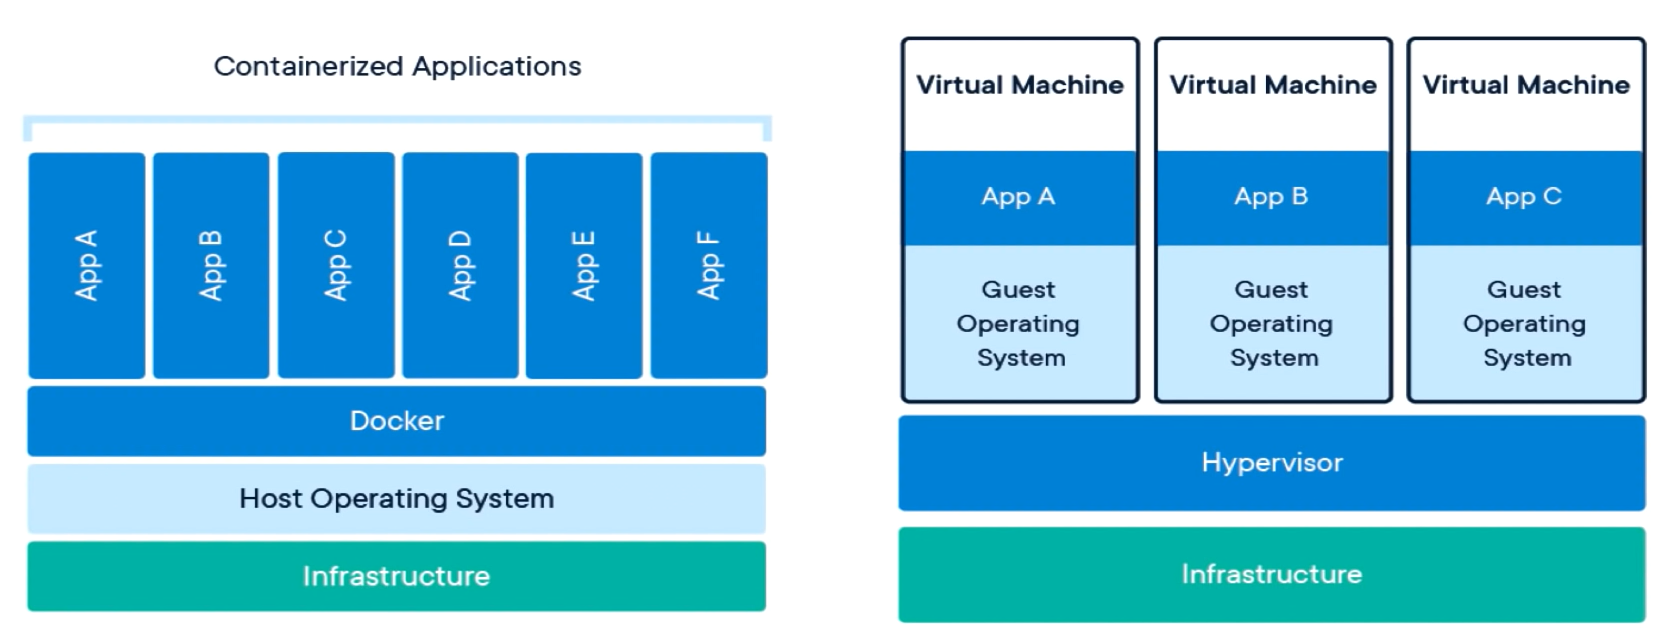 Containerized Applications
App A
App B
App C
App D
App E
App F
Docker
Host Operating System
Infrastructure
Virtual Machine
App A
Guest
Operating
System
Virtual Machine
App B
Guest
Operating
System
Virtual Machine
App C
Guest
Operating
System
Hypervisor
Infrastructure